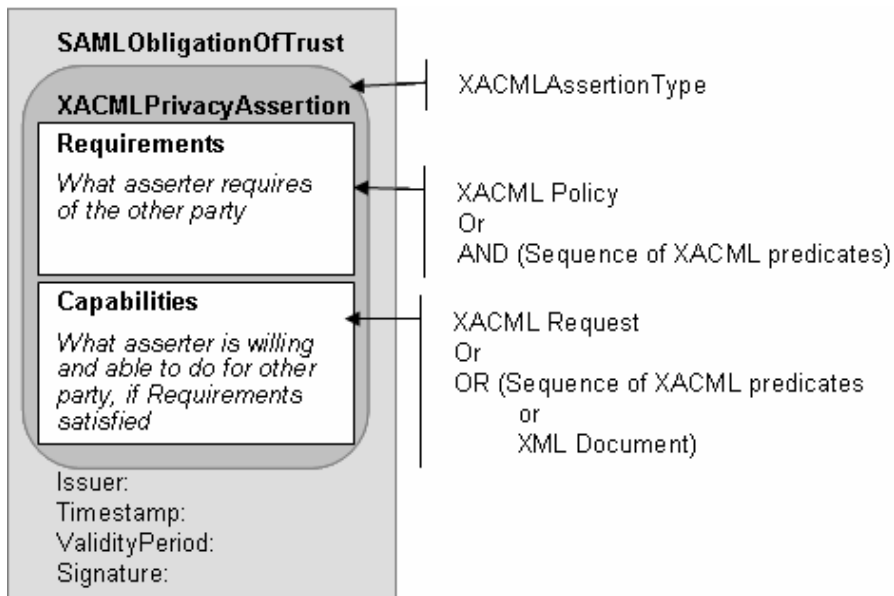 SAMLObligationOfTrust
XACMLPrivacyAssertion
Requirements
What asserter requires
of the other party
Capabilities
What asserter is willing
and able to do for other
party, if Requirements
satisfied
Issuer:
Timestamp:
ValidityPeriod:
Signature:
XACMLAssertionType
XACML Policy
Or
AND (Sequence of XACML predicates)
XACML Request
Or
OR (Sequence of XACML predicates
or
XML Document)